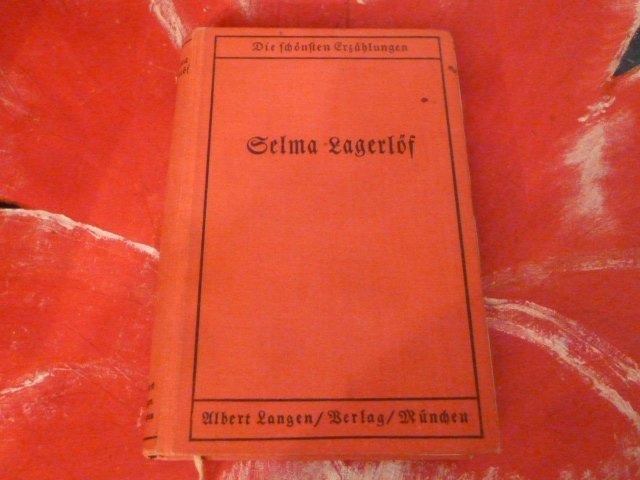 Die schönsten Erzählungen
Selma Lagerlöf
Albert Langen / Verlag / München